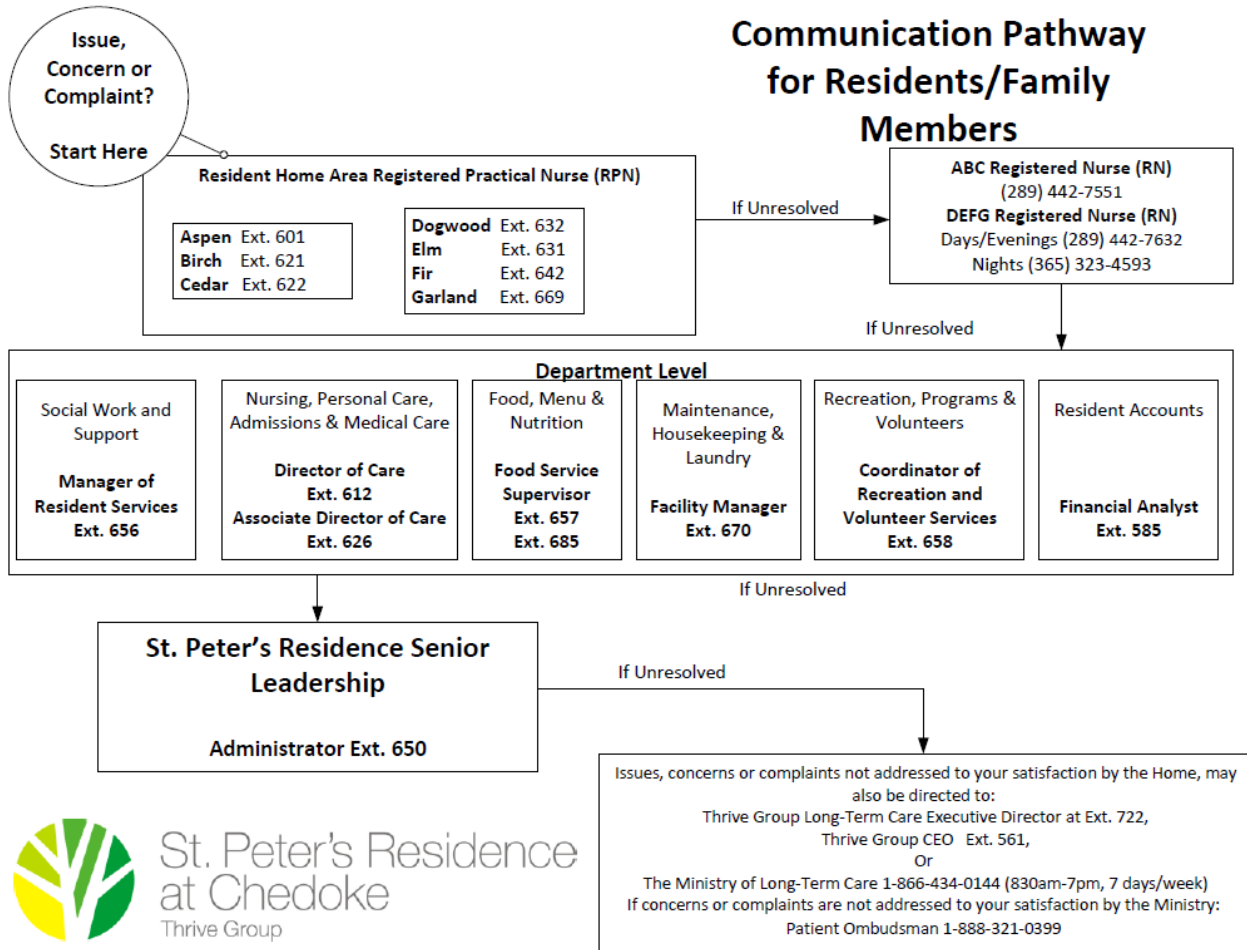 Issue,
Concern or
Complaint?
Start Here
Communication Pathway
for Residents/Family
Members
Resident Home Area Registered Practical Nurse (RPN)
Aspen Ext. 601
Birch Ext. 621
Cedar Ext. 622
Dogwood Ext. 632
Elm Ext. 631
Fir Ext. 642
Garland Ext. 669
If Unresolved
ABC Registered Nurse (RN)
(289) 442-7551
DEFG Registered Nurse (RN)
Days/Evenings (289) 442-7632
Nights (365) 323-4593
If Unresolved
Department Level
Social Work and
Support
Manager of
Resident Services
Ext. 656
Nursing, Personal Care,
Admissions & Medical Care
Director of Care
Ext. 612
Associate Director of Care
Ext. 626
Food, Menu &
Nutrition
Food Service
Supervisor
Ext. 657
Ext. 685
Maintenance,
Housekeeping &
Laundry
Facility Manager
Ext. 670
Recreation, Programs &
Volunteers
Coordinator of
Recreation and
Volunteer Services
Ext. 658
Resident Accounts
Financial Analyst
Ext. 585
If Unresolved
St. Peter's Residence Senior
Leadership
Administrator Ext. 650
If Unresolved
Issues, concerns or complaints not addressed to your satisfaction by the Home, may
also be directed to:
Thrive Group Long-Term Care Executive Director at Ext. 722,
Thrive Group CEO Ext. 561,
Or
The Ministry of Long-Term Care 1-866-434-0144 (830am-7pm, 7 days/week)
If concerns or complaints are not addressed to your satisfaction by the Ministry:
Patient Ombudsman 1-888-321-0399
St. Peter's Residence
at Chedoke
Thrive Group